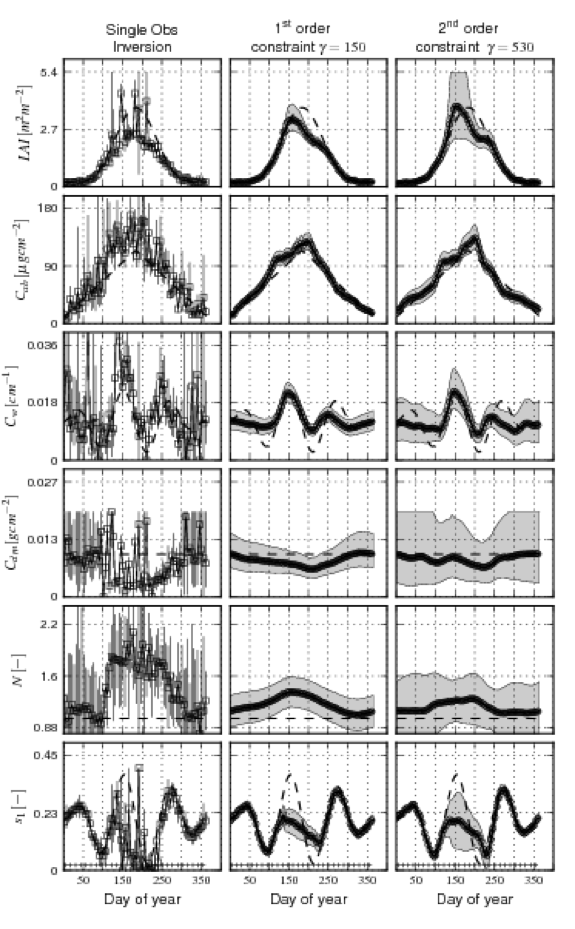 Single Obs
Inversion
1st order
constraint γ = 150
2nd order
constraint γ = 530
LAI [m²m⁻²]
5.4
2.7
0
C_ab [μgcm⁻²]
180
90
0
C_w [cm⁻¹]
0.036
0.018
0
C_dm [gcm⁻²]
0.027
0.013
0
N [−]
2.2
1.6
0.88
s₁ [−]
0.45
0.23
0
50 150 250 350
50 150 250 350
50 150 250 350
Day of year
Day of year
Day of year